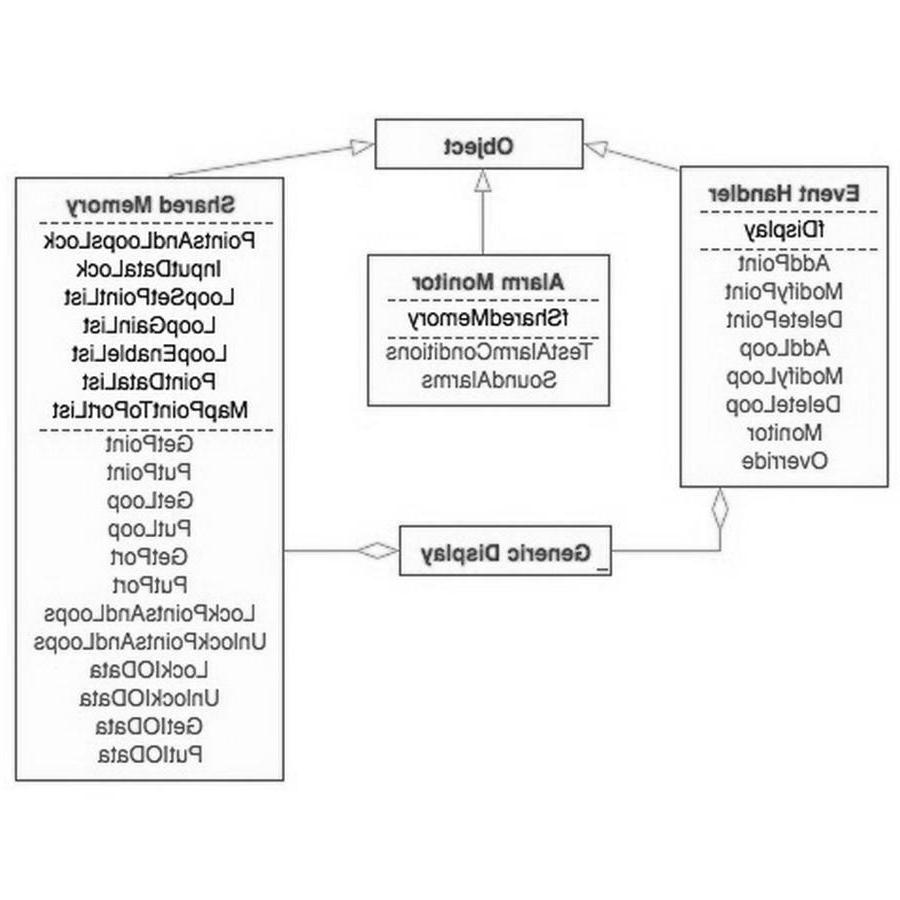 Object
Shared Memory
PointsAndLoopsLock
InputDataLock
LoopSetPointList
LoopGainList
LoopEnableList
PointDataList
MapPointToPortList
GetPoint
PutPoint
GetLoop
PutLoop
GetPort
PutPort
LockPointsAndLoops
UnlockPointsAndLoops
LockIOData
UnlockIOData
GetIOData
PutIOData
Alarm Monitor
fSharedMemory
TestAlarmConditions
SoundAlarms
Event Handler
fDisplay
AddPoint
ModifyPoint
DeletePoint
AddLoop
ModifyLoop
DeleteLoop
Monitor
Override
Generic Display